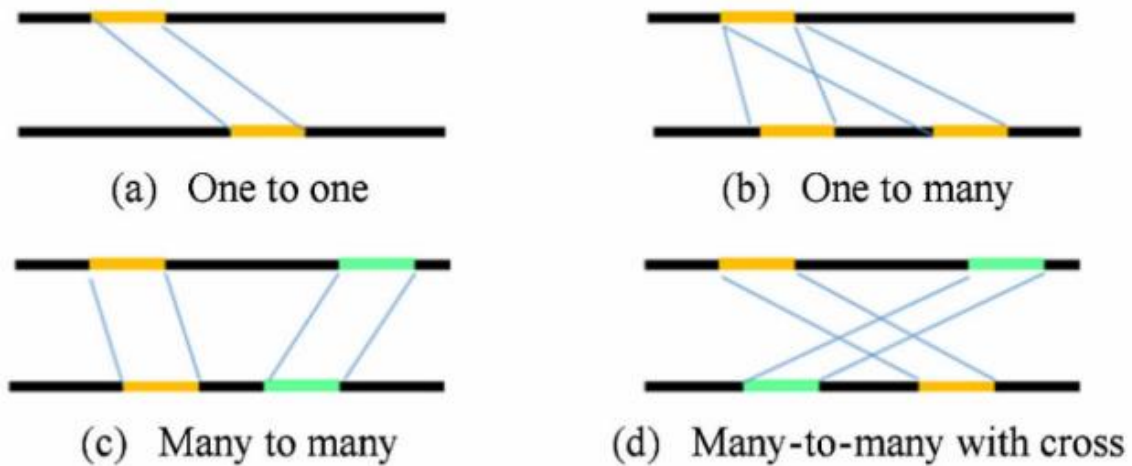 (a) One to one
(b) One to many
(c) Many to many
(d) Many-to-many with cross